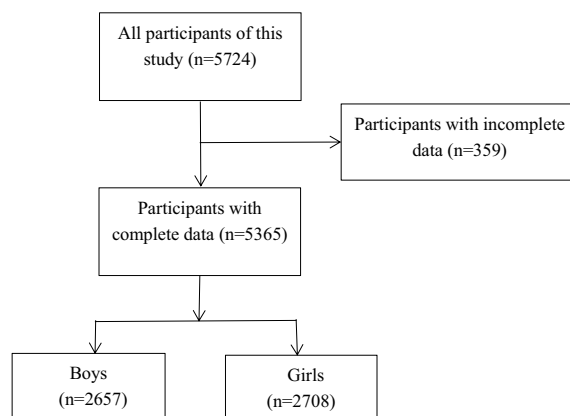 All participants of this
study (n=5724)
Participants with incomplete
data (n=359)
Participants with
complete data (n=5365)
Boys
(n=2657)
Girls
(n=2708)